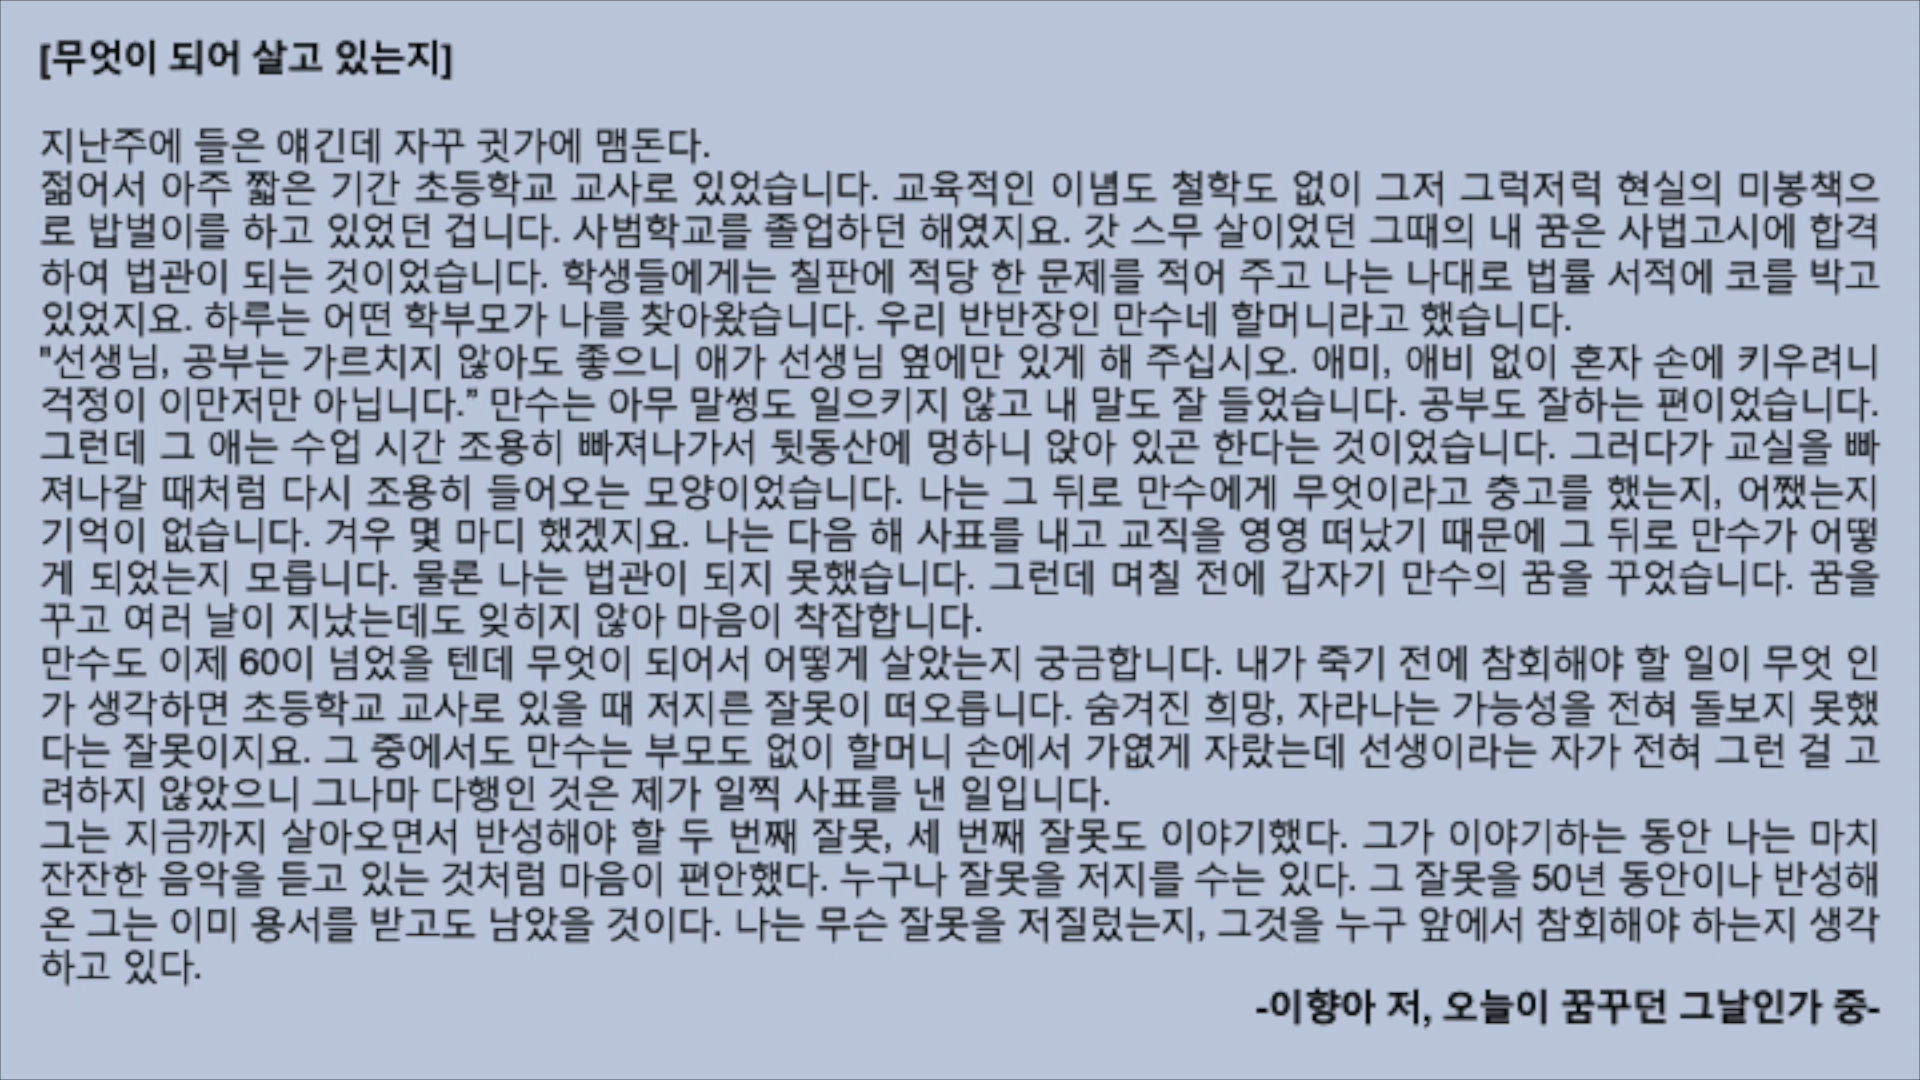 [무엇이 되어 살고 있는지]
지난주에 들은 얘긴데 자꾸 귓가에 맴돈다.
젊어서 아주 짧은 기간 초등학교 교사로 있었습니다. 교육적인 이념도 철학도 없이 그저 그럭저럭 현실의 미봉책으
로 밥벌이를 하고 있었던 겁니다. 사범학교를 졸업하던 해였지요. 갓 스무 살이었던 그때의 내 꿈은 사법고시에 합격
하여 법관이 되는 것이었습니다. 학생들에게는 칠판에 적당 한 문제를 적어 주고 나는 나대로 법률 서적에 코를 박고
있었지요. 하루는 어떤 학부모가 나를 찾아왔습니다. 우리 반반장인 만수네 할머니라고 했습니다.
"선생님, 공부는 가르치지 않아도 좋으니 애가 선생님 옆에만 있게 해 주십시오. 애미, 애비 없이 혼자 손에 키우려니
걱정이 이만저만 아닙니다.” 만수는 아무 말썽도 일으키지 않고 내 말도 잘 들었습니다. 공부도 잘하는 편이었습니다.
그런데 그 애는 수업 시간 조용히 빠져나가서 뒷동산에 멍하니 앉아 있곤 한다는 것이었습니다. 그러다가 교실을 빠
져나갈 때처럼 다시 조용히 들어오는 모양이었습니다. 나는 그 뒤로 만수에게 무엇이라고 충고를 했는지, 어쨌는지
기억이 없습니다. 겨우 몇 마디 했겠지요. 나는 다음 해 사표를 내고 교직을 영영 떠났기 때문에 그 뒤로 만수가 어떻
게 되었는지 모릅니다. 물론 나는 법관이 되지 못했습니다. 그런데 며칠 전에 갑자기 만수의 꿈을 꾸었습니다. 꿈을
꾸고 여러 날이 지났는데도 잊히지 않아 마음이 착잡합니다.
만수도 이제 60이 넘었을 텐데 무엇이 되어서 어떻게 살았는지 궁금합니다. 내가 죽기 전에 참회해야 할 일이 무엇 인
가 생각하면 초등학교 교사로 있을 때 저지른 잘못이 떠오릅니다. 숨겨진 희망, 자라나는 가능성을 전혀 돌보지 못했
다는 잘못이지요. 그 중에서도 만수는 부모도 없이 할머니 손에서 가엾게 자랐는데 선생이라는 자가 전혀 그런 걸 고
려하지 않았으니 그나마 다행인 것은 제가 일찍 사표를 낸 일입니다.
그는 지금까지 살아오면서 반성해야 할 두 번째 잘못, 세 번째 잘못도 이야기했다. 그가 이야기하는 동안 나는 마치
잔잔한 음악을 듣고 있는 것처럼 마음이 편안했다. 누구나 잘못을 저지를 수는 있다. 그 잘못을 50년 동안이나 반성해
온 그는 이미 용서를 받고도 남았을 것이다. 나는 무슨 잘못을 저질렀는지, 그것을 누구 앞에서 참회해야 하는지 생각
하고 있다.
-이향아 저, 오늘이 꿈꾸던 그날인가 중-